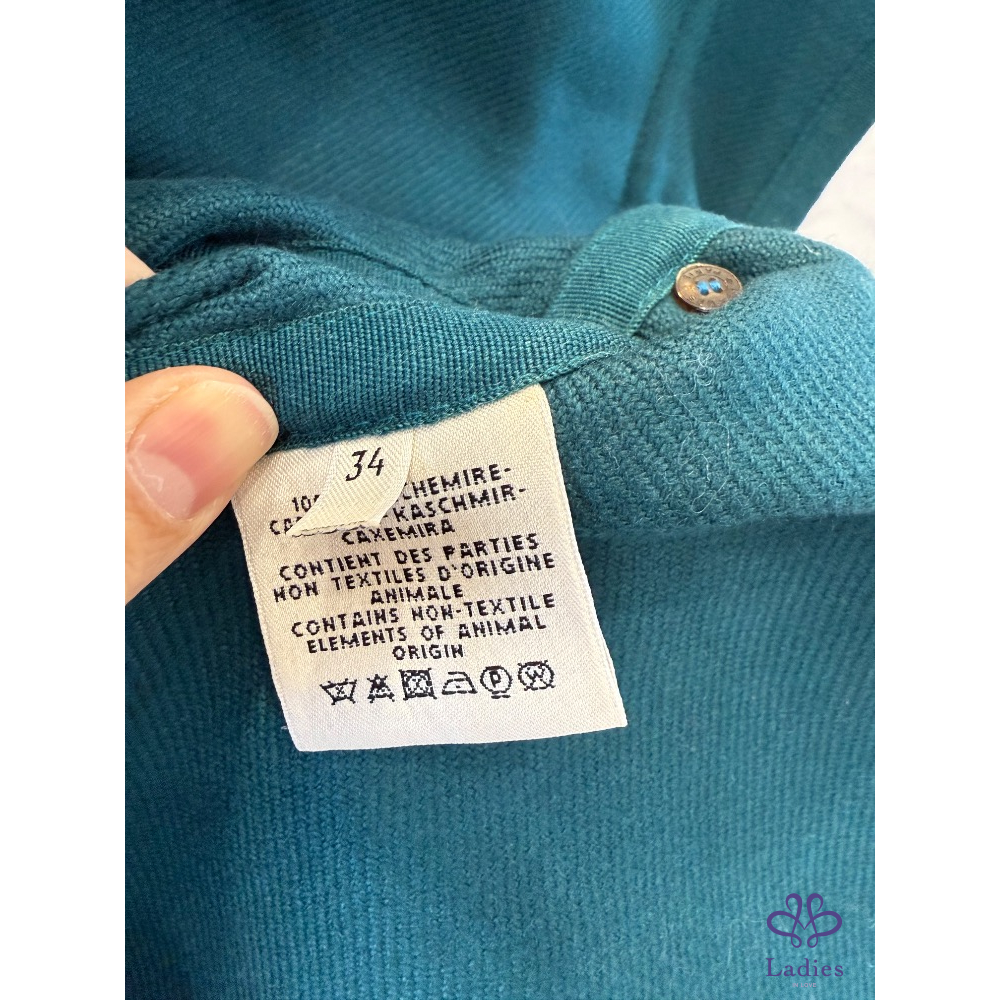 34
CHEMIRE-
KASCHMIR-
CAXEMIRA
CONTIENT DES PARTIES
NON TEXTILES D'ORIGINE
ANIMALE
CONTAINS NON-TEXTILE
ELEMENTS OF ANIMAL
ORIGIN
P W
Ladies